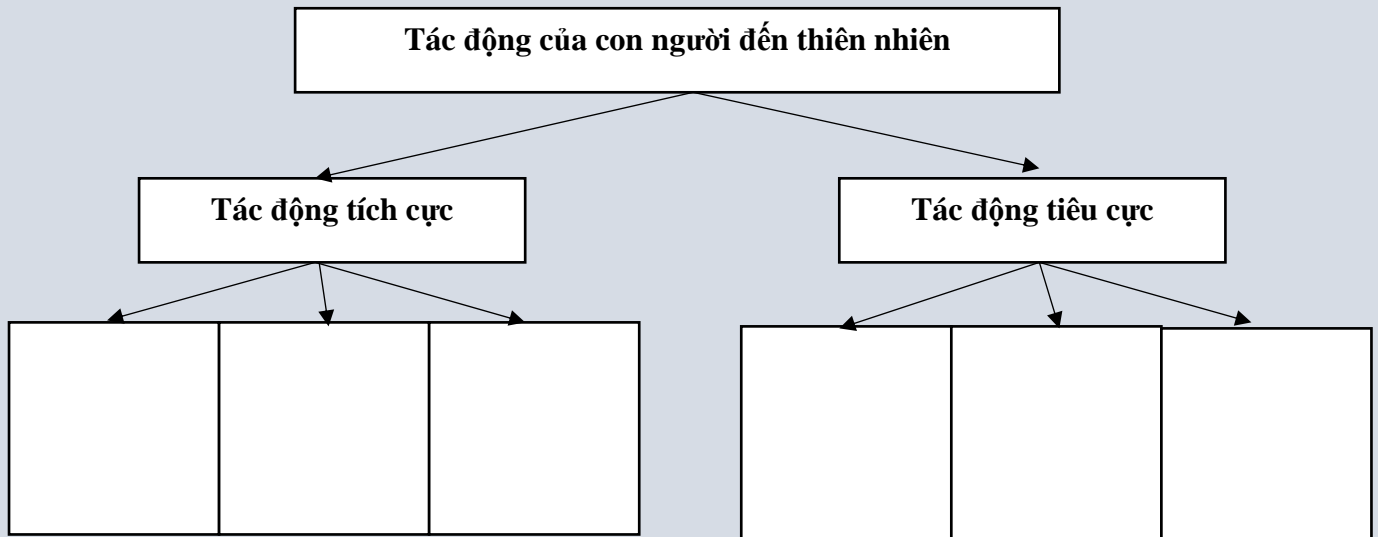 Tác động của con người đến thiên nhiên
Tác động tích cực
Tác động tiêu cực